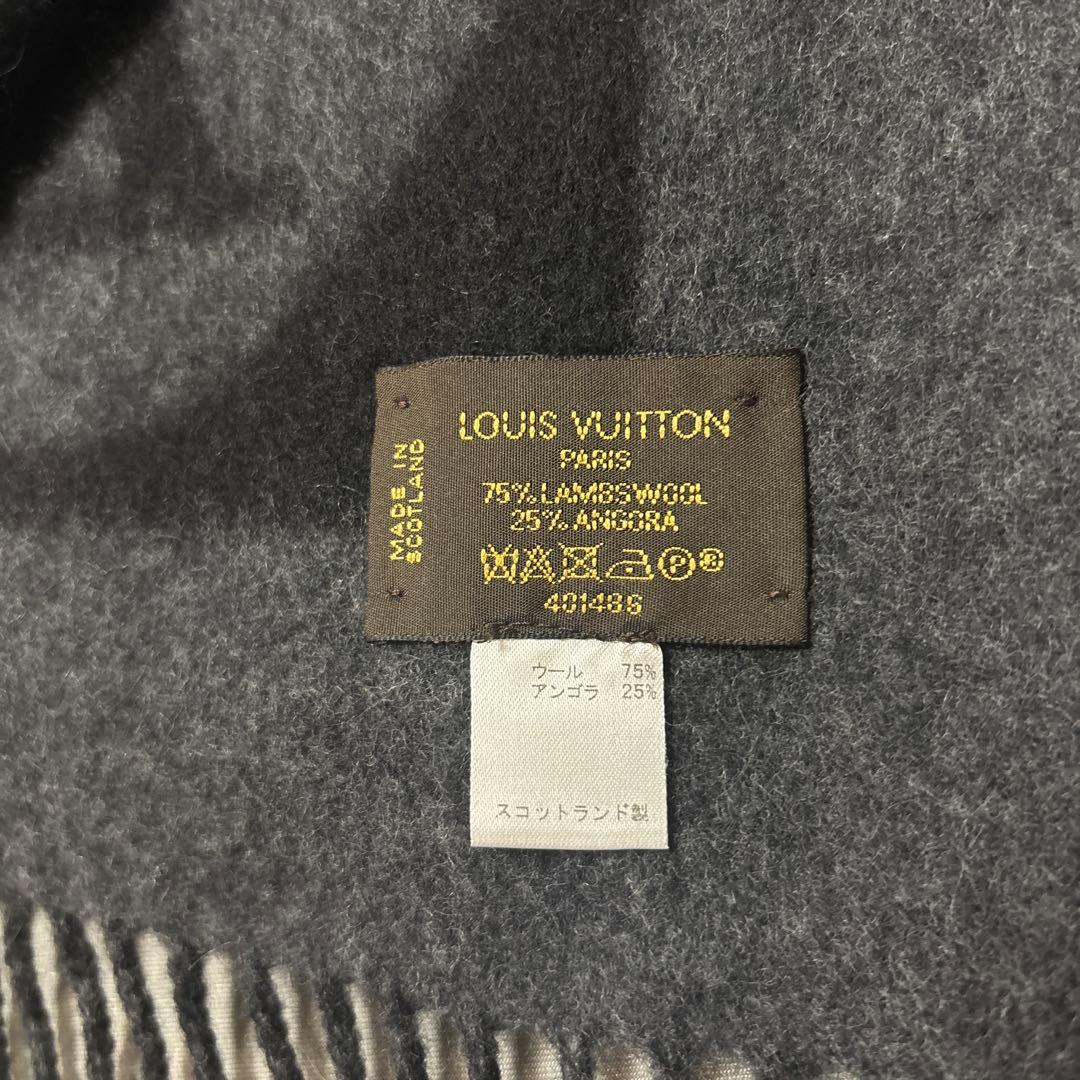 LOUIS VUITTON
PARIS
75% LAMBSWOOL
25% ANGORA
MADE IN
SCOTLAND
ウール 75%
アンゴラ 25%
スコットランド製